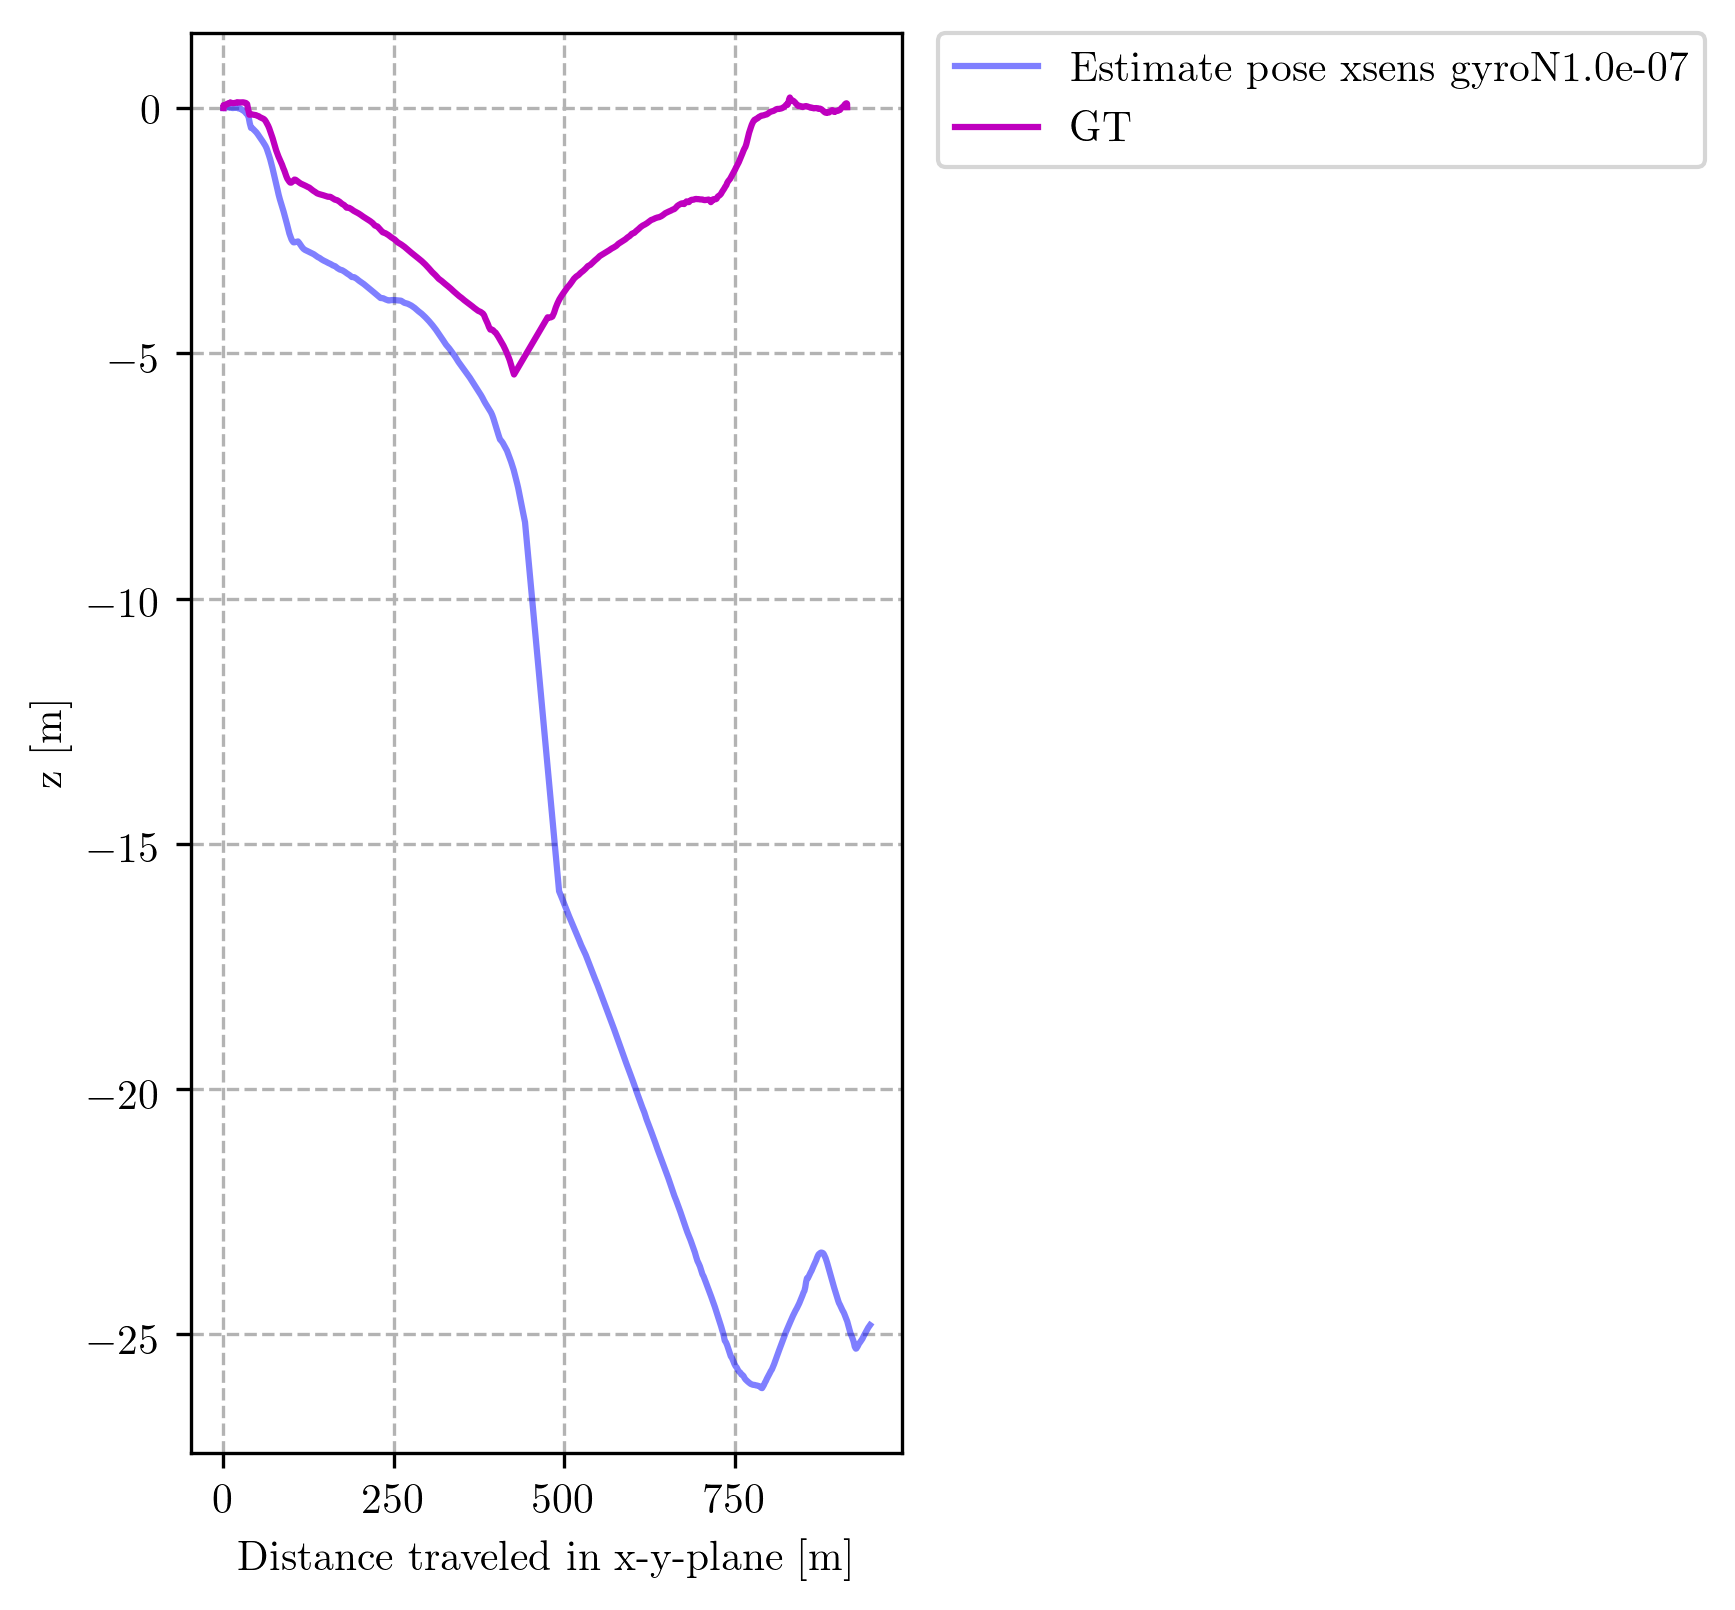 Estimate pose xsens gyroN1.0e-07
GT
0
−5
−10
−15
−20
−25
z [m]
0 250 500 750
Distance traveled in x-y-plane [m]